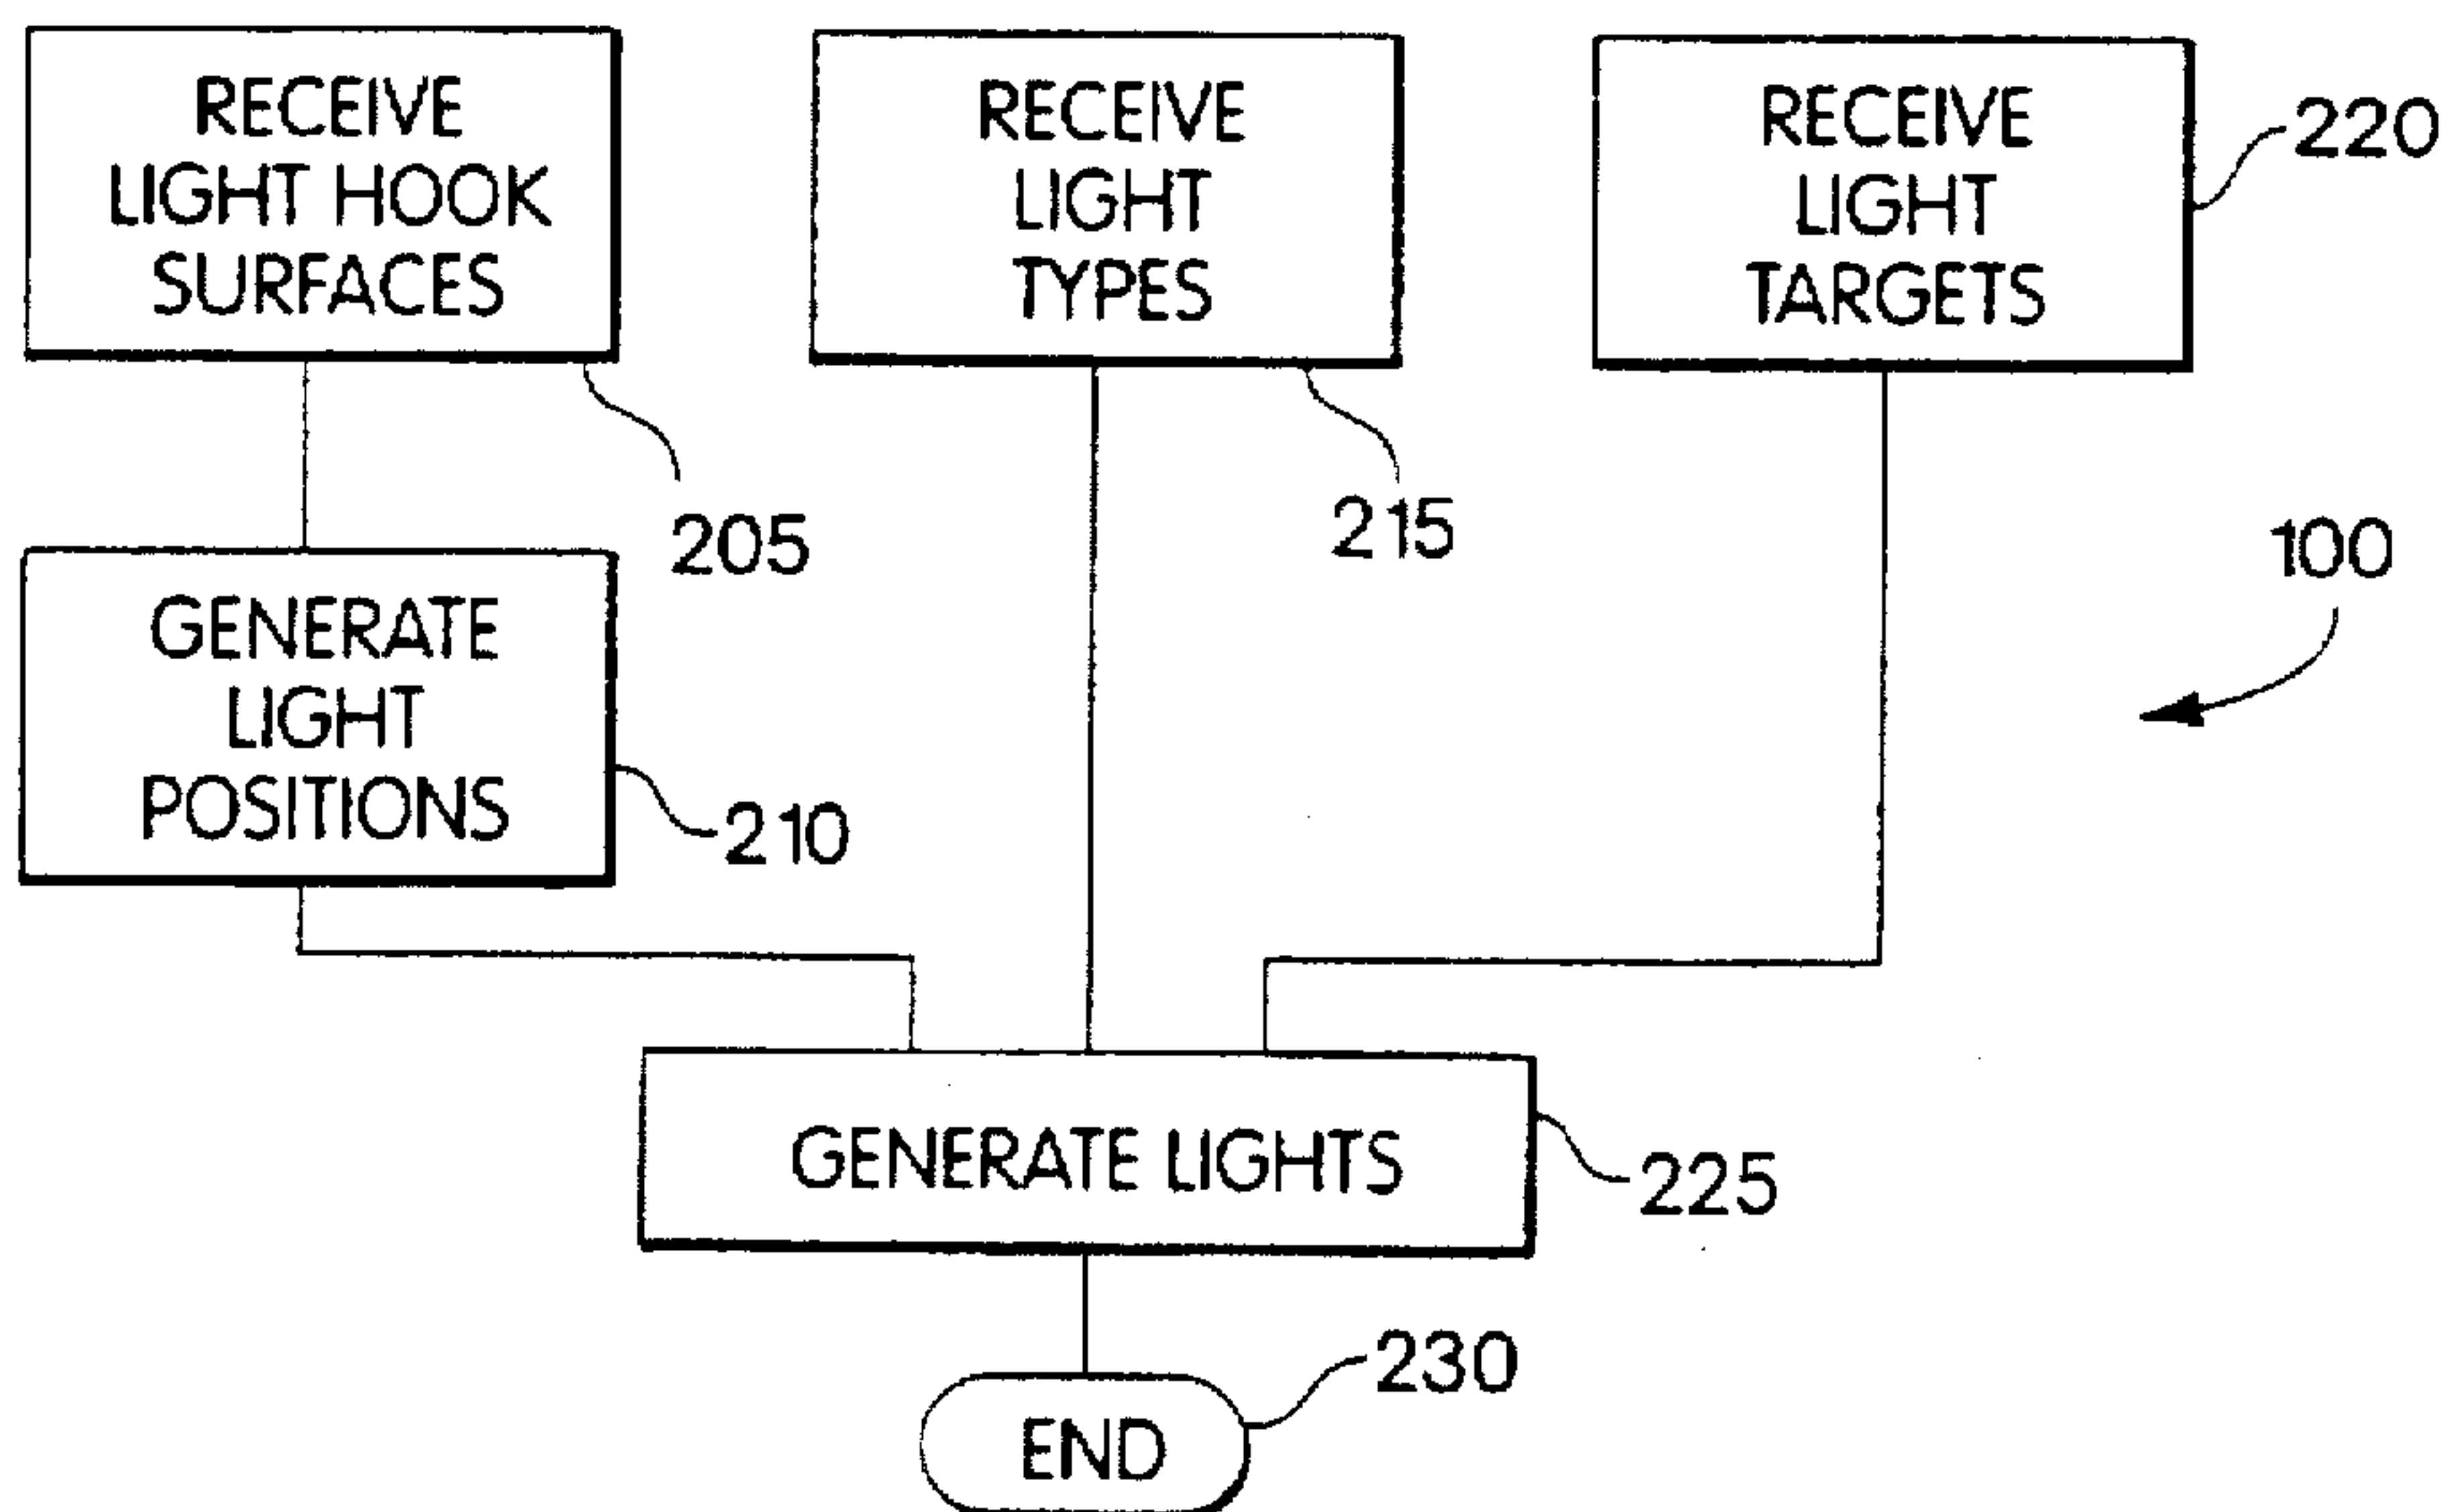 RECEIVE
LIGHT HOOK
SURFACES
205
RECEIVE
LIGHT
TYPES
215
RECEIVE
LIGHT
TARGETS
220
100
GENERATE
LIGHT
POSITIONS
210
GENERATE LIGHTS
225
END
230